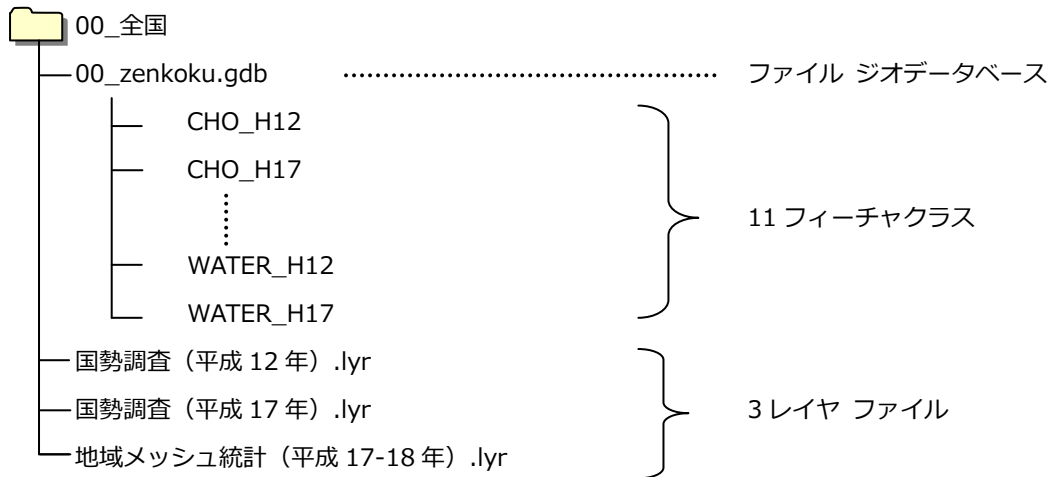 00_全国
00_zenkoku.gdb ファイル ジオデータベース
CHO_H12
CHO_H17
11 フィーチャクラス
WATER_H12
WATER_H17
国勢調査（平成 12 年）.lyr
国勢調査（平成 17 年）.lyr 3 レイヤ ファイル
地域メッシュ統計（平成 17-18 年）.lyr